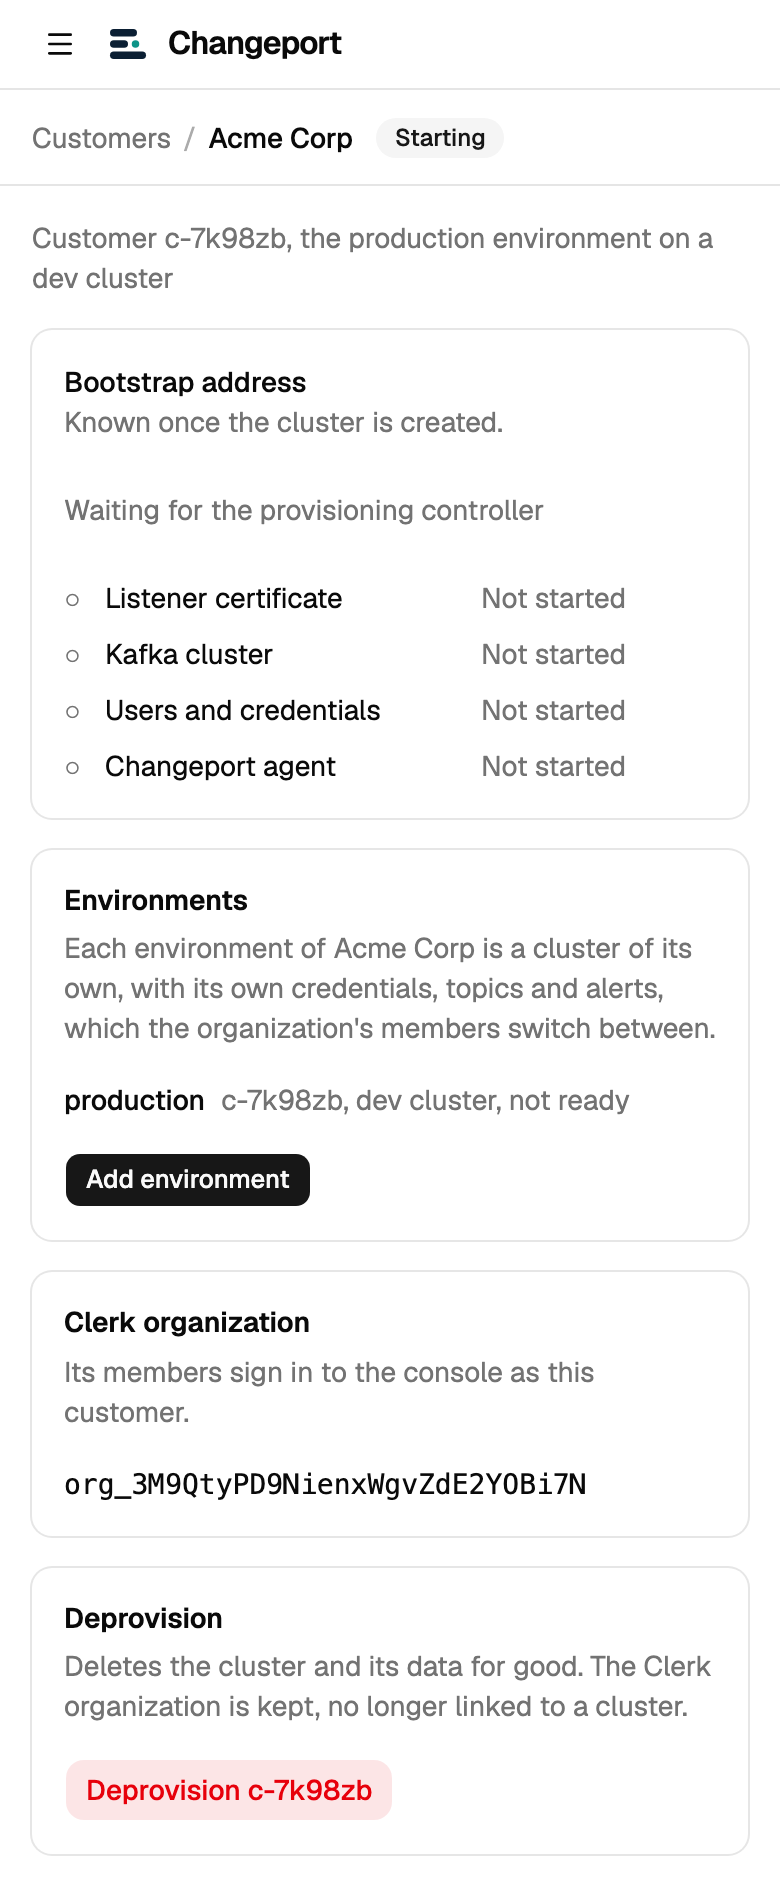 Changeport
Customers / Acme Corp Starting
Customer c-7k98zb, the production environment on a
dev cluster
Bootstrap address
Known once the cluster is created.
Waiting for the provisioning controller
Listener certificate Not started
Kafka cluster Not started
Users and credentials Not started
Changeport agent Not started
Environments
Each environment of Acme Corp is a cluster of its
own, with its own credentials, topics and alerts,
which the organization's members switch between.
production c-7k98zb, dev cluster, not ready
Add environment
Clerk organization
Its members sign in to the console as this
customer.
org_3M9QtyPD9NienxWgvZdE2YOBi7N
Deprovision
Deletes the cluster and its data for good. The Clerk
organization is kept, no longer linked to a cluster.
Deprovision c-7k98zb